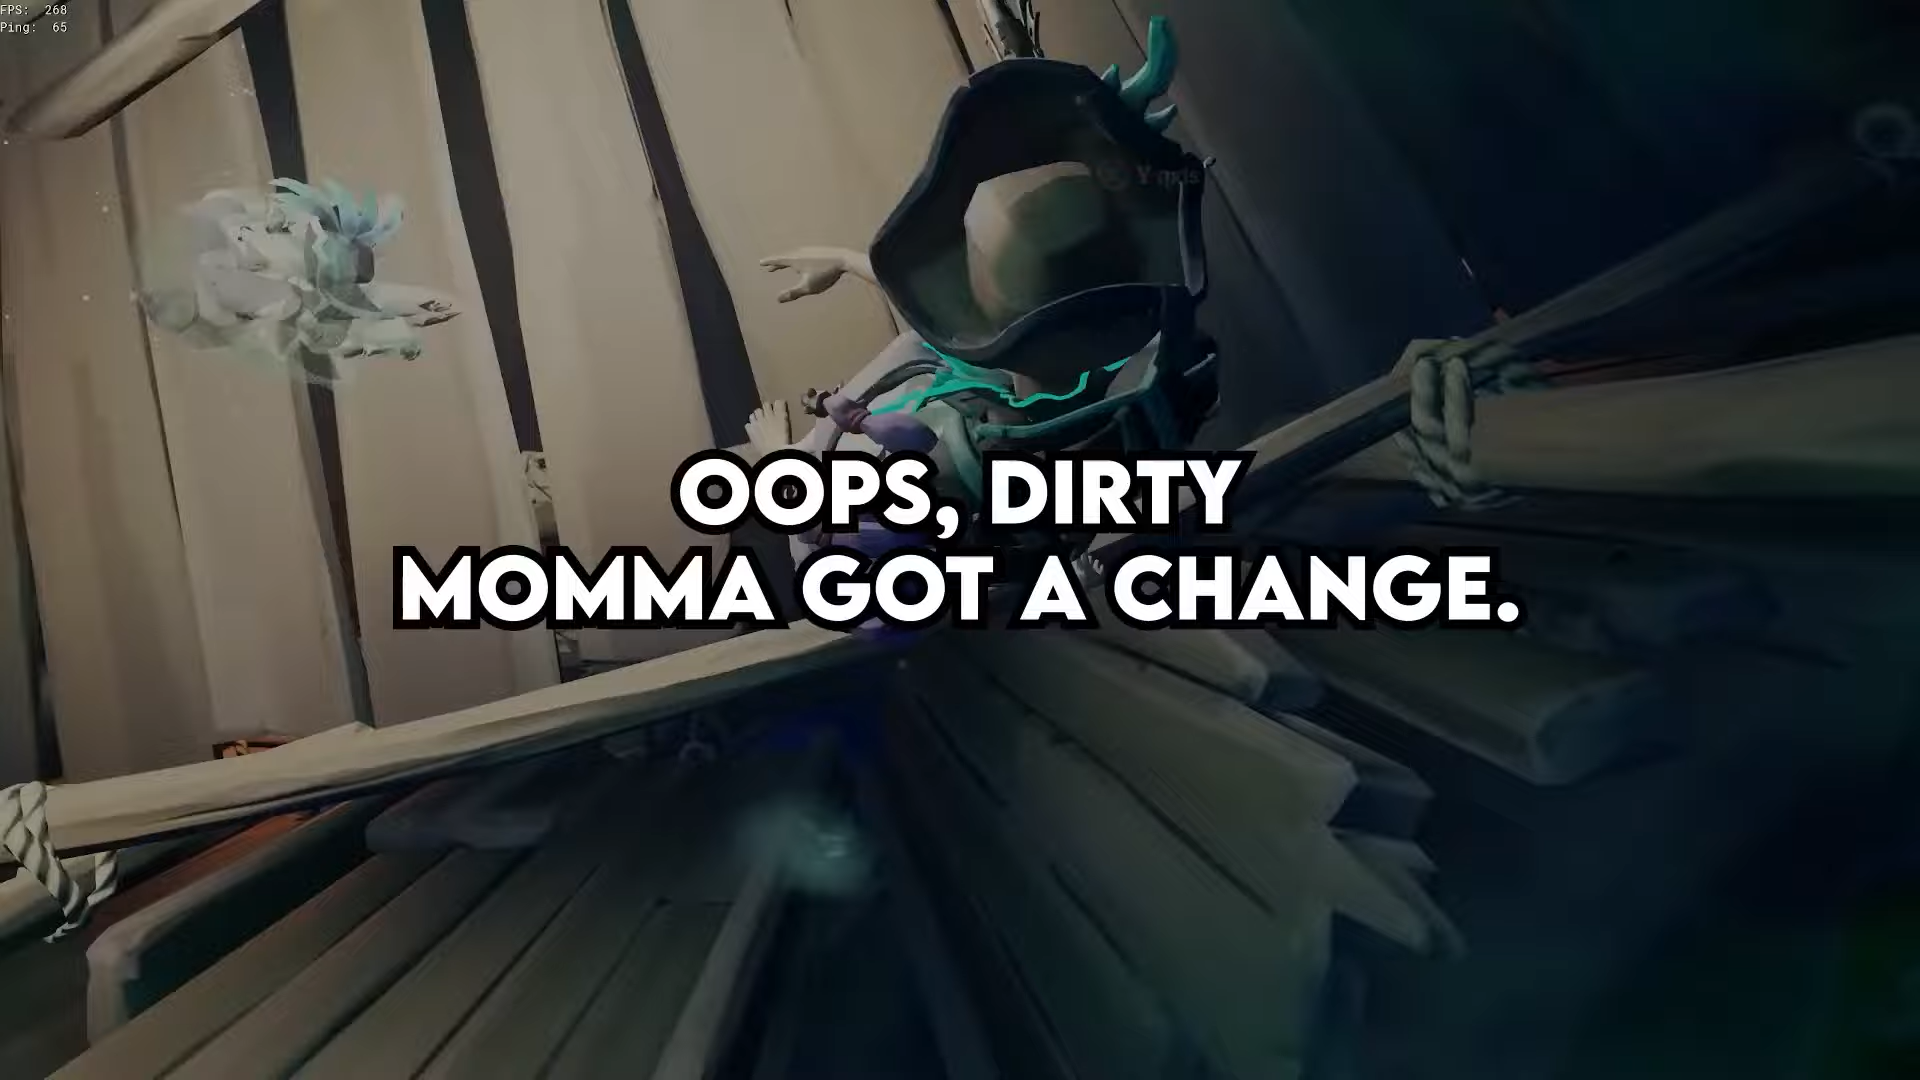 FPS: 268
Ping: 65
OOPS, DIRTY
MOMMA GOT A CHANGE.